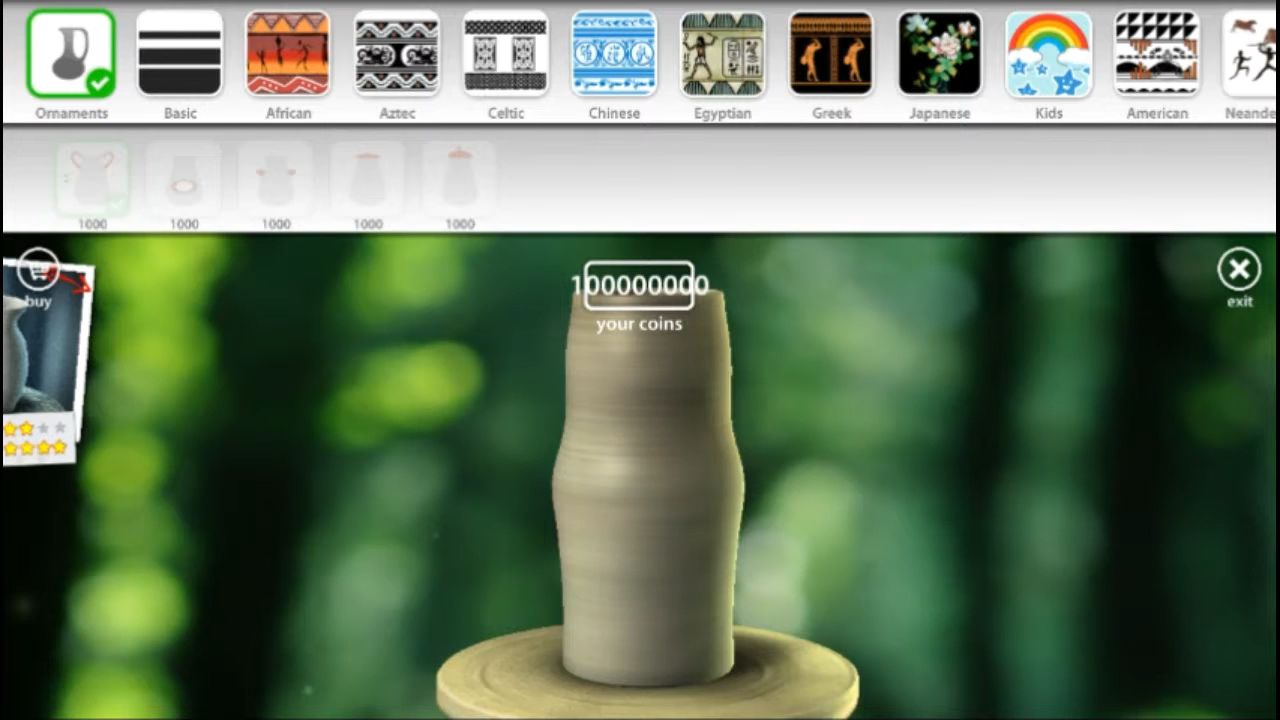 Ornaments
Basic
African
Aztec
Celtic
Chinese
Egyptian
Greek
Japanese
Kids
American
Neande
1000
1000
1000
1000
1000
buy
100000000
your coins
exit